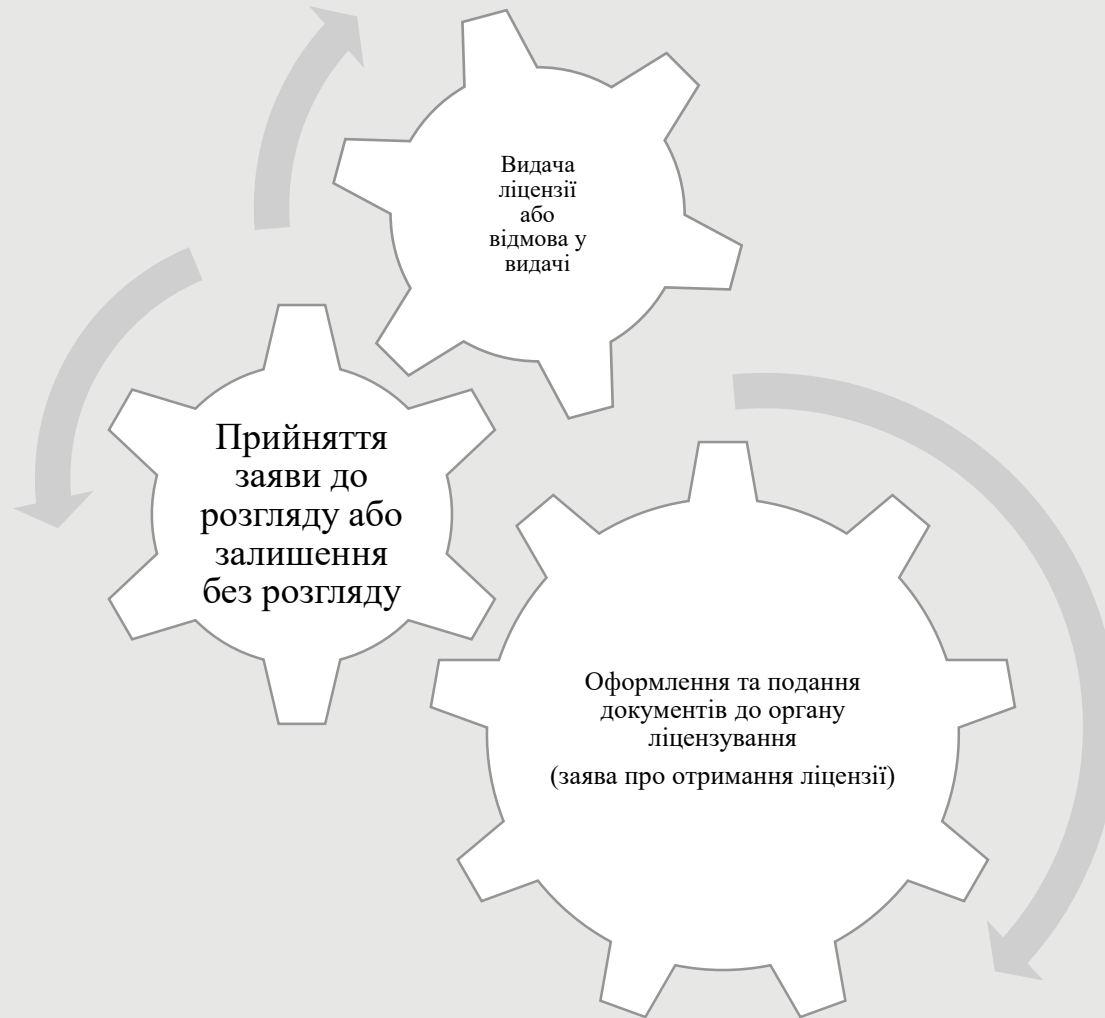 Видача
ліцензії
або
відмова у
видачі
Прийняття
заяви до
розгляду або
залишення
без розгляду
Оформлення та подання
документів до органу
ліцензування
(заява про отримання ліцензії)